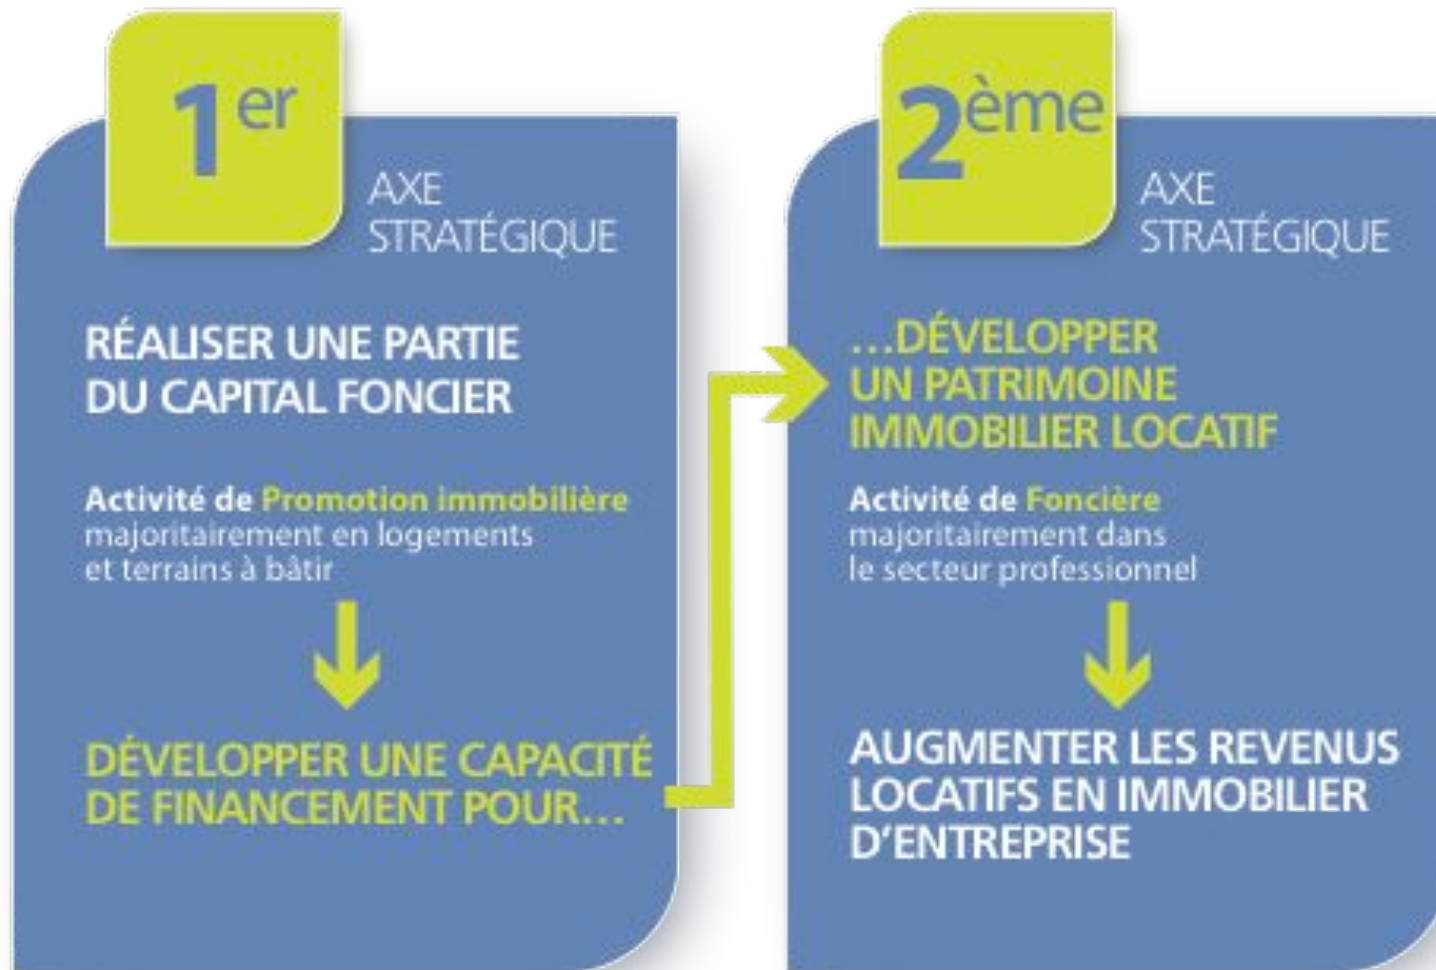 1er
AXE
STRATÉGIQUE
RÉALISER UNE PARTIE
DU CAPITAL FONCIER
Activité de Promotion immobilière
majoritairement en logements
et terrains à bâtir
DÉVELOPPER UNE CAPACITÉ
DE FINANCEMENT POUR...
2ème
AXE
STRATÉGIQUE
...DÉVELOPPER
UN PATRIMOINE
IMMOBILIER LOCATIF
Activité de Foncière
majoritairement dans
le secteur professionnel
AUGMENTER LES REVENUS
LOCATIFS EN IMMOBILIER
D'ENTREPRISE